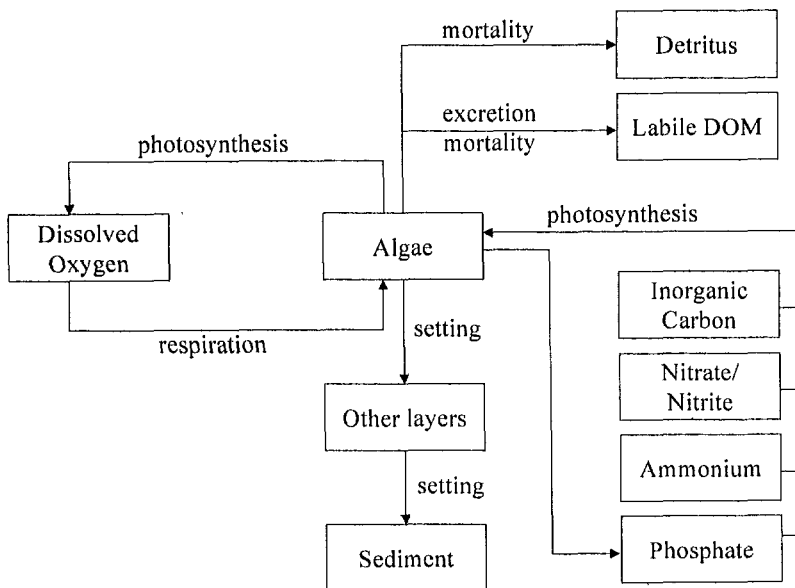 mortality
Detritus
excretion
mortality
Labile DOM
photosynthesis
photosynthesis
Dissolved
Oxygen
Algae
Inorganic
Carbon
respiration
setting
Nitrate/
Nitrite
Other layers
Ammonium
setting
Sediment
Phosphate